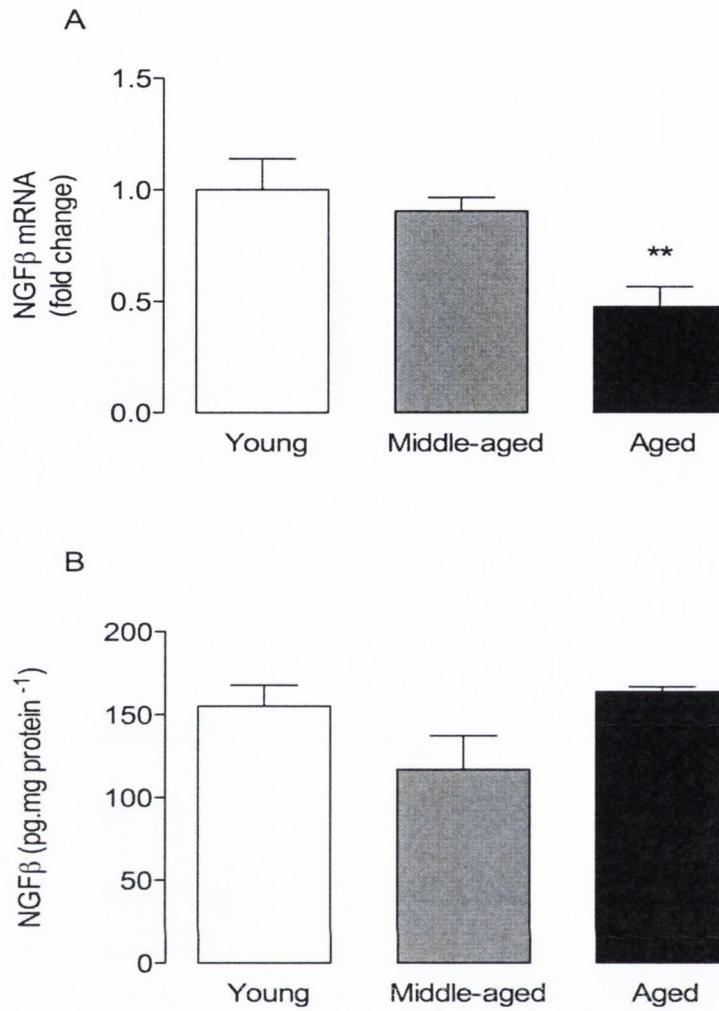 A
NGFβ mRNA
(fold change)
1.5
1.0
0.5
0.0
**
Young Middle-aged Aged
B
NGFβ (pg.mg protein -1)
200
150
100
50
0
Young Middle-aged Aged